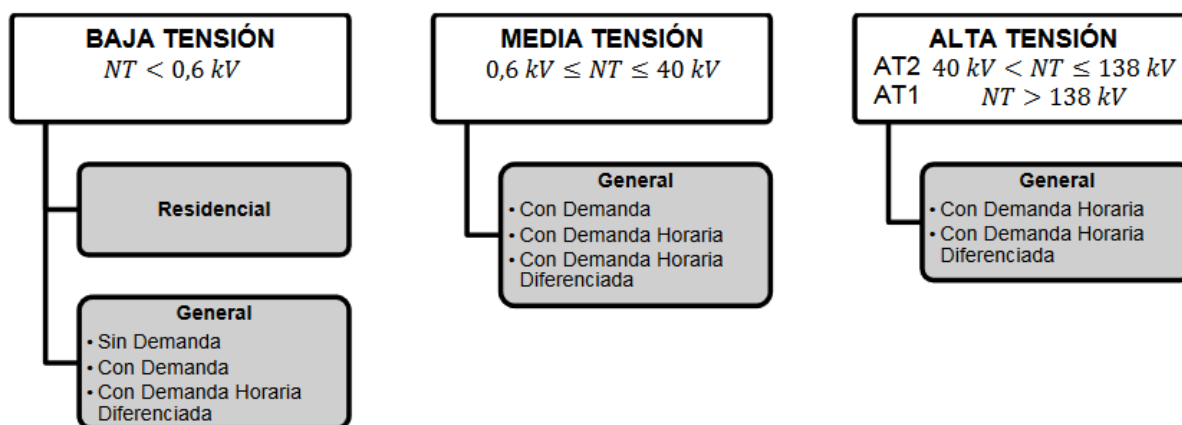 BAJA TENSIÓN
NT < 0,6 kV
Residencial
General
• Sin Demanda
• Con Demanda
• Con Demanda Horaria
Diferenciada
MEDIA TENSIÓN
0,6 kV ≤ NT ≤ 40 kV
General
• Con Demanda
• Con Demanda Horaria
• Con Demanda Horaria
Diferenciada
ALTA TENSIÓN
AT2 40 kV < NT ≤ 138 kV
AT1 NT > 138 kV
General
• Con Demanda Horaria
• Con Demanda Horaria
Diferenciada